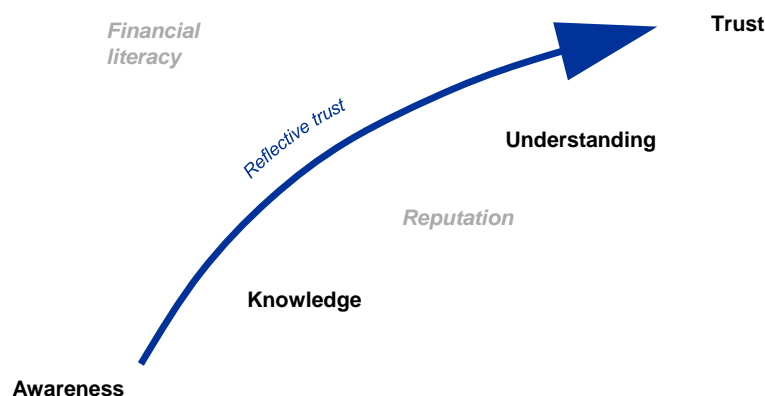 Financial
literacy
Trust
Reflective trust
Understanding
Reputation
Knowledge
Awareness